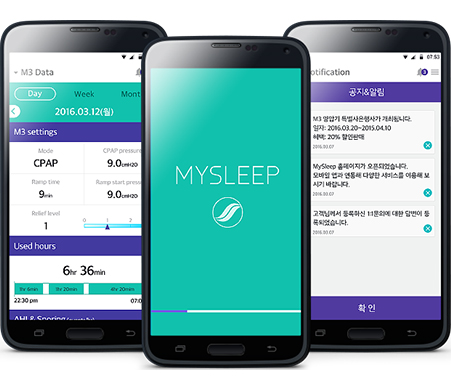 M3 Data
Day
Week
Mont
2016.03.12(월)
M3 settings
Mode
CPAP pressure
CPAP
9.0cmH2O
Ramp time
Ramp start pressure
9min
9.0cmH2O
Relief level
1
0 1 2
Used hours
6hr 36min
1hr 6min
1hr 20min
4hr 20min
22:30 pm
07:0
MYSLEEP
07:53
otification
3
공지&알림
M3 양압기 특별사은행사가 개최됩니다.
일자: 2016.03.20~2015.04.10
혜택: 20% 할인판매
2016.03.07
MySleep 홈페이지가 오픈되었습니다.
모바일 앱과 연동해 다양한 서비스를 이용해 보
시기 바랍니다.
2016.03.07
고객님께서 등록하신 1:1문의에 대한 답변이 등
록되었습니다.
2016.03.07
확 인